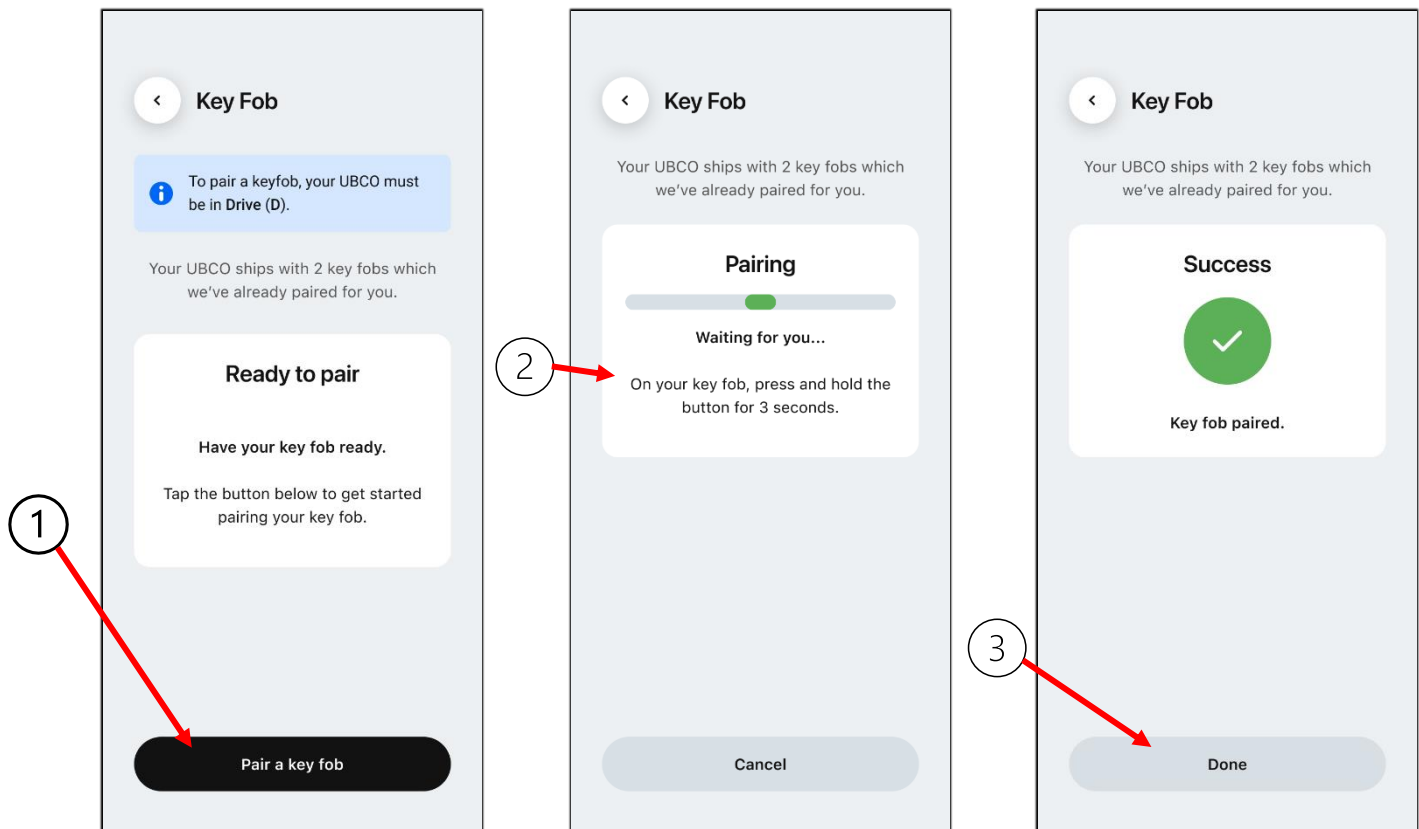 Key Fob
To pair a keyfob, your UBCO must
be in Drive (D).
Your UBCO ships with 2 key fobs which
we've already paired for you.
Ready to pair
Have your key fob ready.
Tap the button below to get started
pairing your key fob.
1
Pair a key fob
Key Fob
Your UBCO ships with 2 key fobs which
we've already paired for you.
Pairing
Waiting for you...
2
On your key fob, press and hold the
button for 3 seconds.
Cancel
Key Fob
Your UBCO ships with 2 key fobs which
we've already paired for you.
Success
Key fob paired.
3
Done